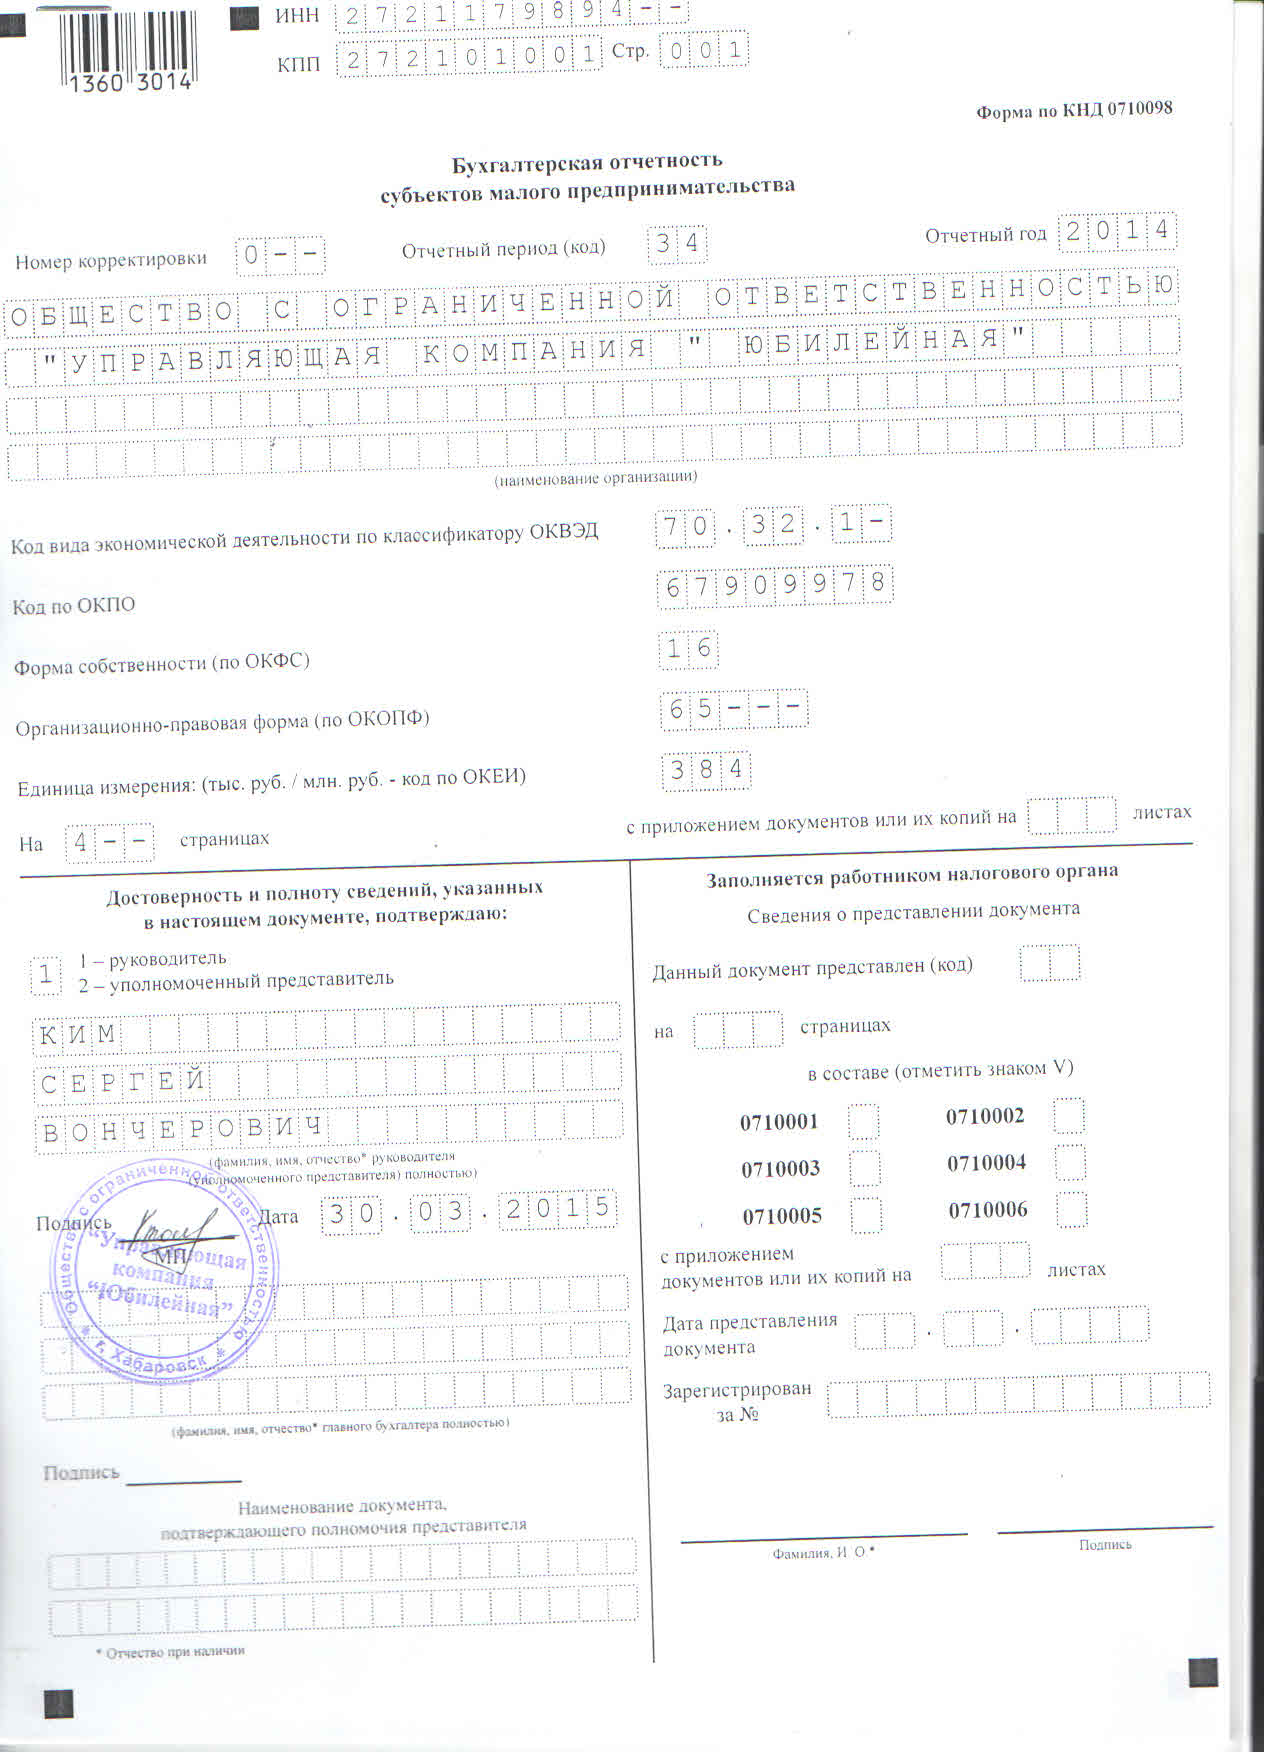 ИНН 2721179894--
КПП 272101001 Стр. 001
1360 3014
Форма по КНД 0710098
Бухгалтерская отчетность
субъектов малого предпринимательства
Номер корректировки 0-- Отчетный период (код) 34 Отчетный год 2014
ОБЩЕСТВО С ОГРАНИЧЕННОЙ ОТВЕТСТВЕННОСТЬЮ
"УПРАВЛЯЮЩАЯ КОМПАНИЯ " ЮБИЛЕЙНАЯ"
(наименование организации)
Код вида экономической деятельности по классификатору ОКВЭД 70.32.1-
Код по ОКПО 67909978
Форма собственности (по ОКФС) 16
Организационно-правовая форма (по ОКОПФ) 65---
Единица измерения: (тыс. руб. / млн. руб. - код по ОКЕИ) 384
На 4-- страницах с приложением документов или их копий на листах
Достоверность и полноту сведений, указанных
в настоящем документе, подтверждаю:
1 1 – руководитель
2 – уполномоченный представитель
КИМ
СЕРГЕЙ
ВОНЧЕРОВИЧ
(фамилия, имя, отчество* руководителя
(уполномоченного представителя) полностью)
Подпись Дата 30.03.2015
МП
Общество с ограниченной ответственностью
"Управляющая
компания
"Юбилейная"
* г. Хабаровск *
(фамилия, имя, отчество* главного бухгалтера полностью)
Подпись
Наименование документа,
подтверждающего полномочия представителя
* Отчество при наличии
Заполняется работником налогового органа
Сведения о представлении документа
Данный документ представлен (код)
на страницах
в составе (отметить знаком V)
0710001 0710002
0710003 0710004
0710005 0710006
с приложением
документов или их копий на листах
Дата представления
документа
Зарегистрирован
за №
Фамилия, И О * Подпись